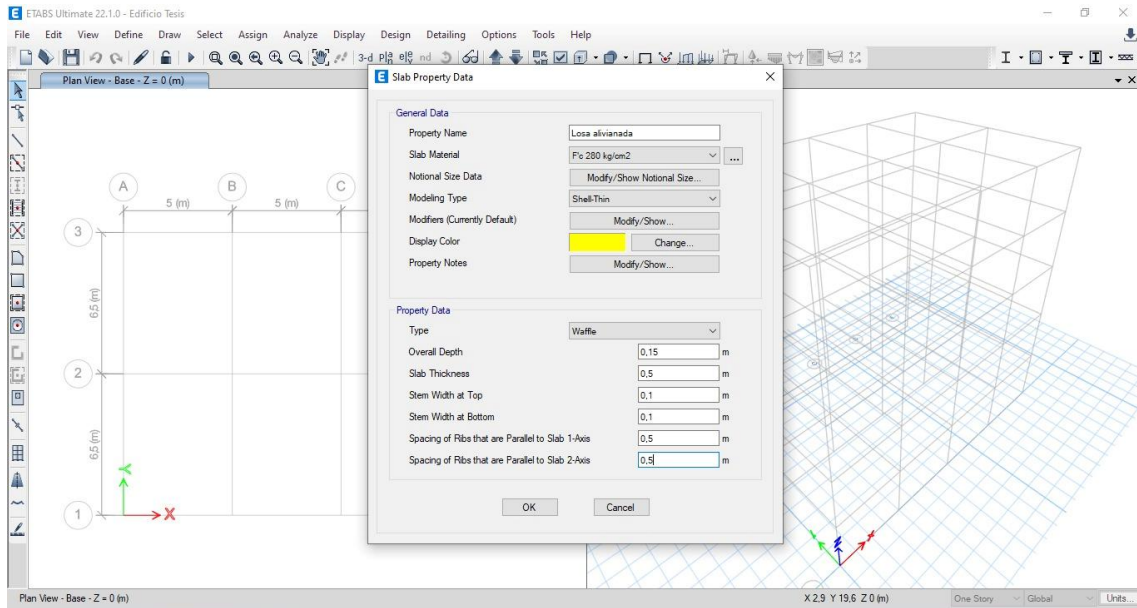 ETABS Ultimate 22.1.0 - Edificio Tesis
File Edit View Define Draw Select Assign Analyze Display Design Detailing Options Tools Help
3-d pla ele nd
Plan View - Base - Z = 0 (m)
A B C
5 (m) 5 (m)
3
6,5 (m)
2
6,5 (m)
1
Y
X
Slab Property Data
General Data
Property Name Losa alivianada
Slab Material F'c 280 kg/cm2 ...
Notional Size Data Modify/Show Notional Size...
Modeling Type Shell-Thin
Modifiers (Currently Default) Modify/Show...
Display Color Change...
Property Notes Modify/Show...
Property Data
Type Waffle
Overall Depth 0,15 m
Slab Thickness 0,5 m
Stem Width at Top 0,1 m
Stem Width at Bottom 0,1 m
Spacing of Ribs that are Parallel to Slab 1-Axis 0,5 m
Spacing of Ribs that are Parallel to Slab 2-Axis 0,5 m
OK Cancel
Plan View - Base - Z = 0 (m) X 2,9 Y 19,6 Z 0 (m) One Story Global Units...